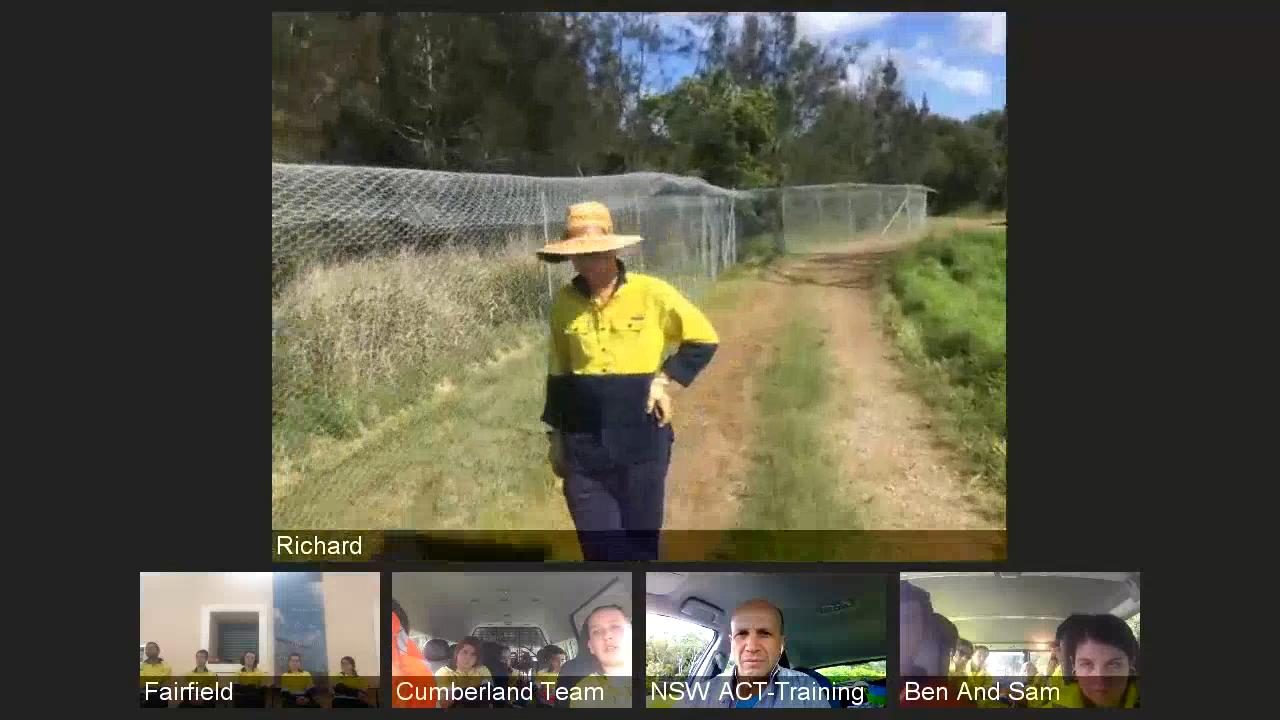 Richard
Fairfield
Cumberland Team
NSW ACT-Training
Ben And Sam